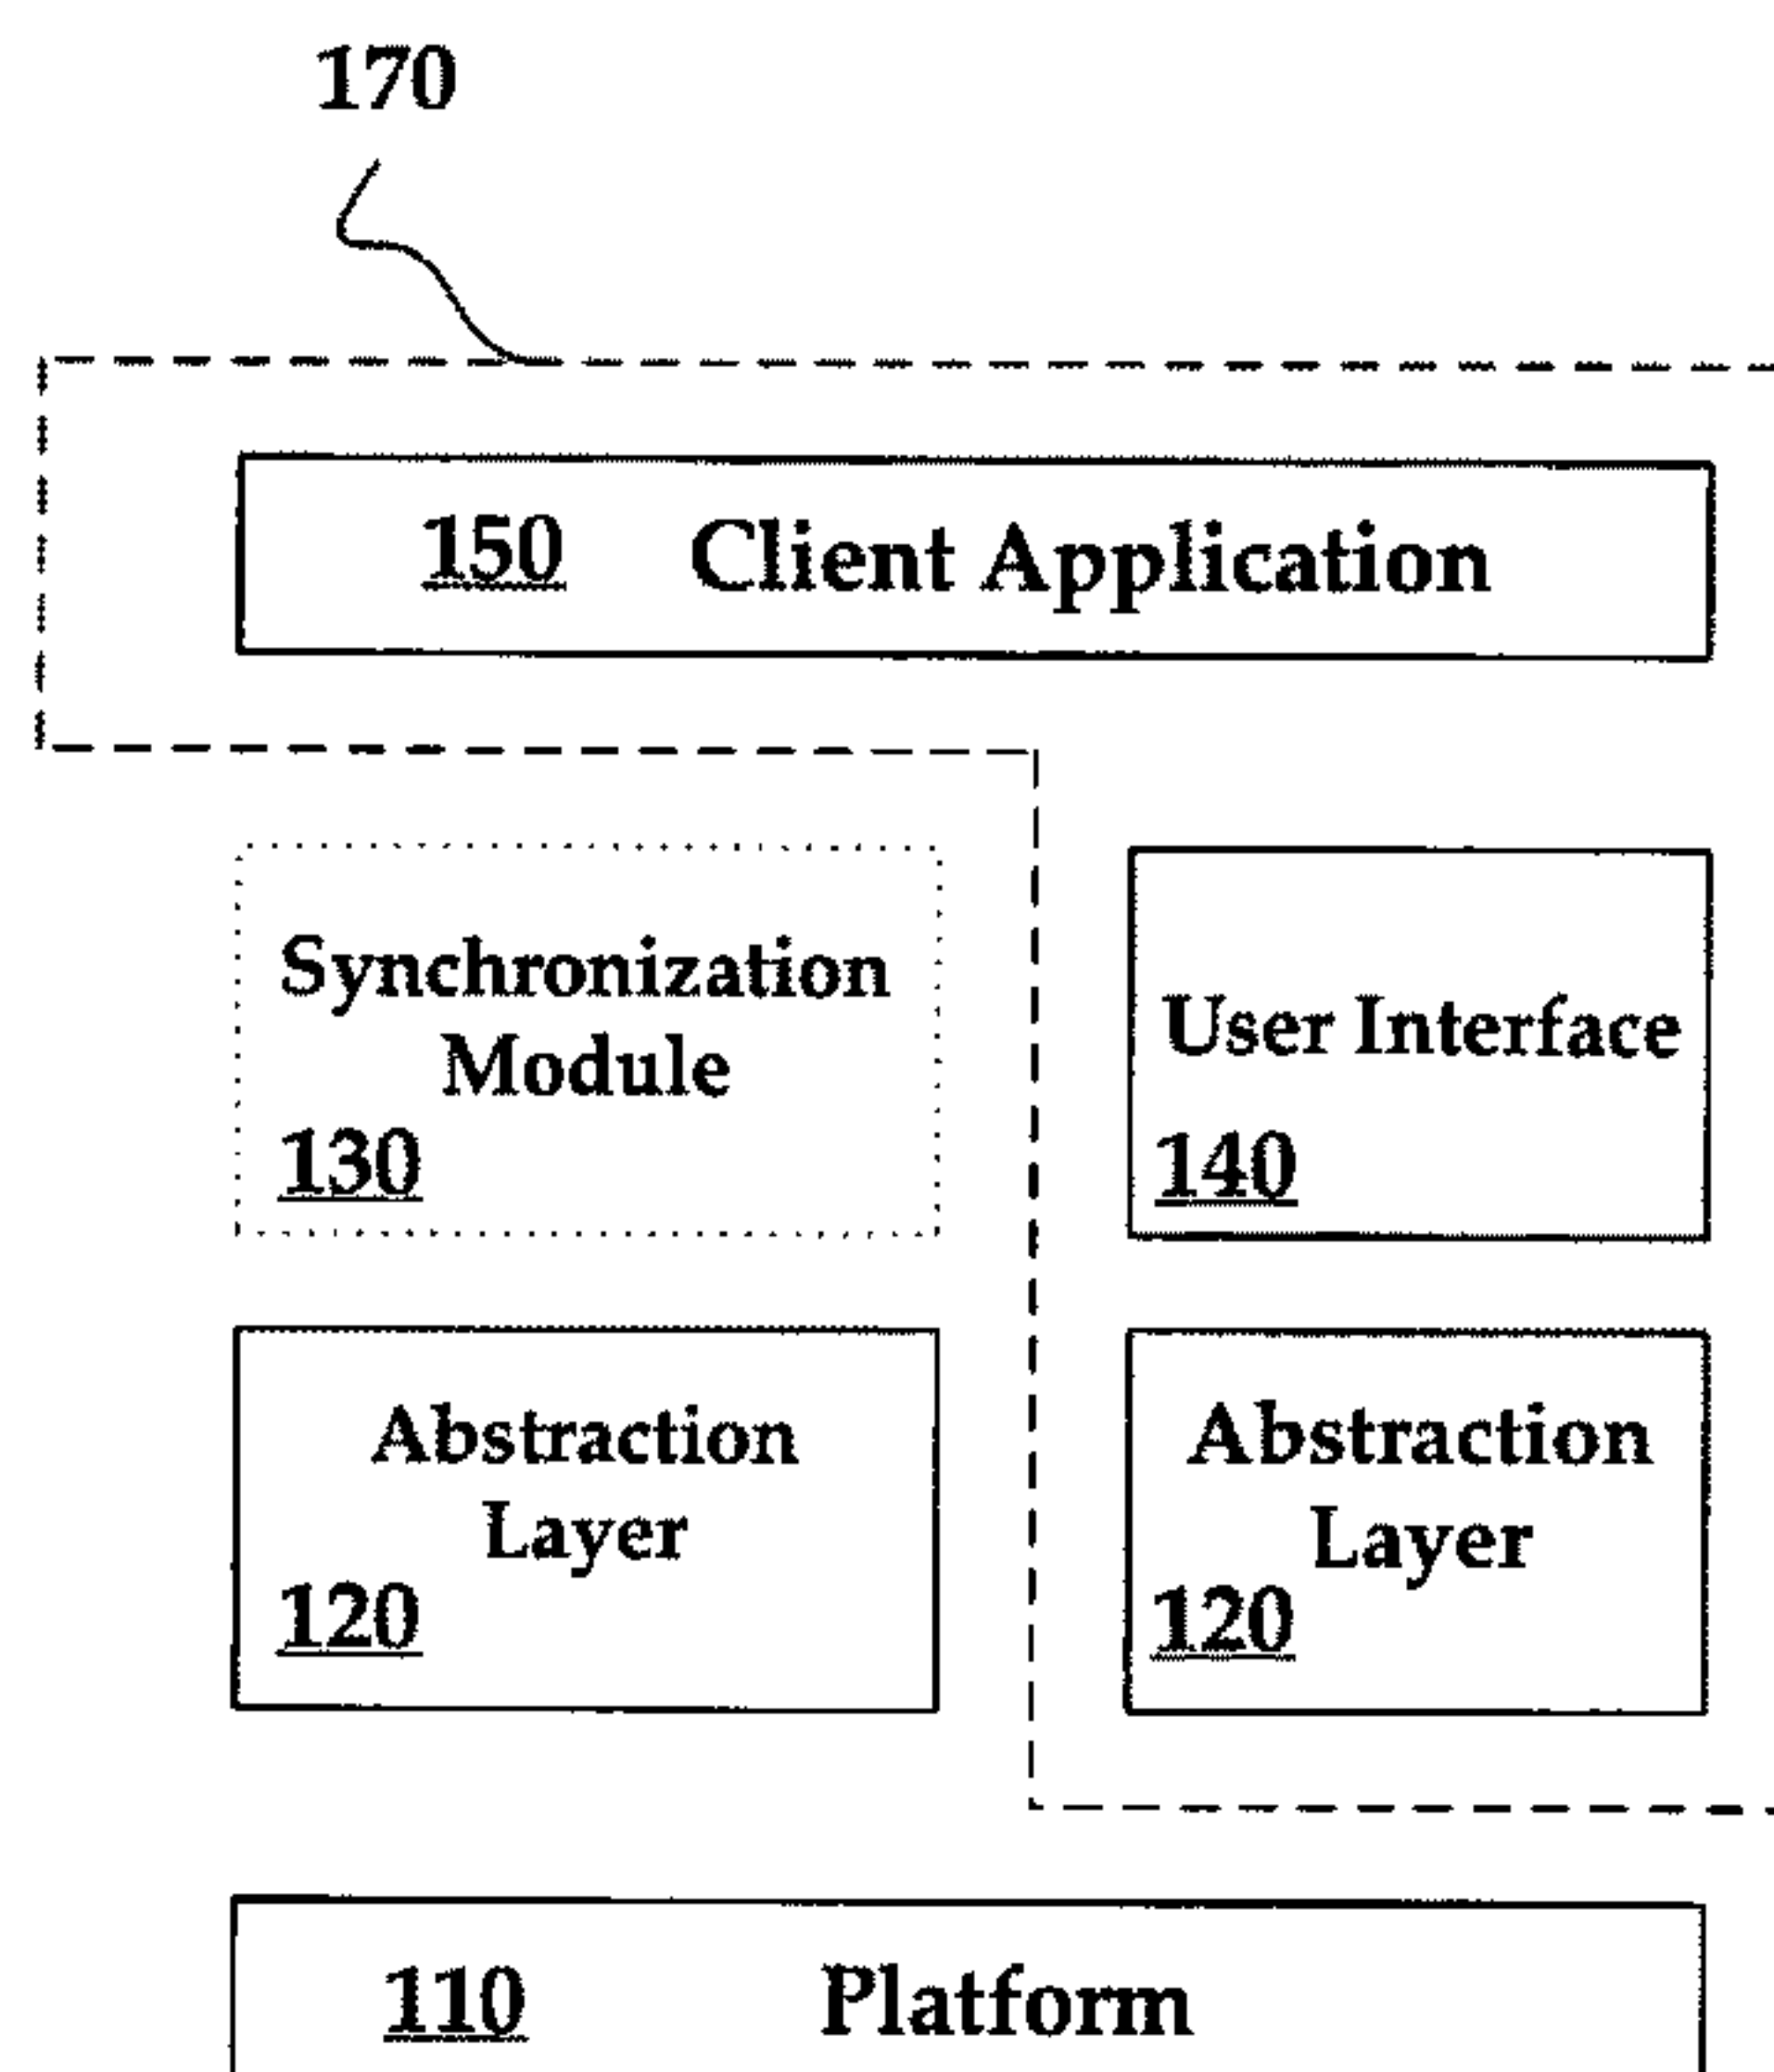 170
150 Client Application
Synchronization
Module
130
User Interface
140
Abstraction
Layer
120
Abstraction
Layer
120
110 Platform